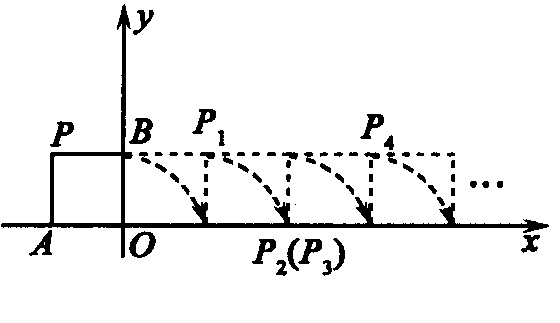 y
P B P₁ P₄
...
A O P₂(P₃) x